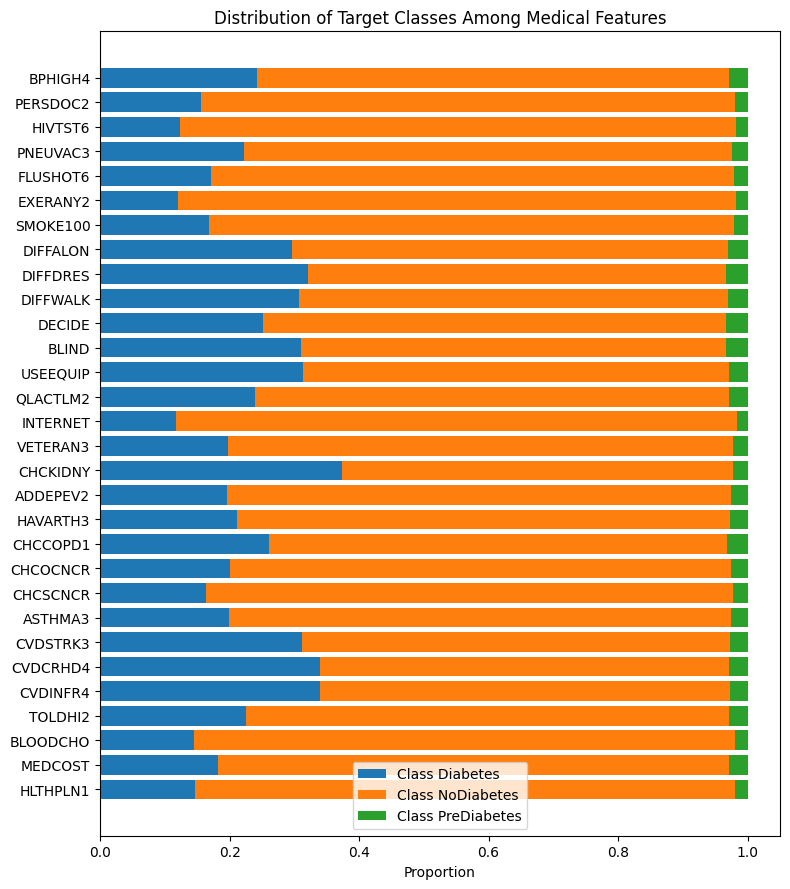 Distribution of Target Classes Among Medical Features
BPHIGH4
PERSDOC2
HIVTST6
PNEUVAC3
FLUSHOT6
EXERANY2
SMOKE100
DIFFALON
DIFFDRES
DIFFWALK
DECIDE
BLIND
USEEQUIP
QLACTLM2
INTERNET
VETERAN3
CHCKIDNY
ADDEPEV2
HAVARTH3
CHCCOPD1
CHCOCNCR
CHCSCNCR
ASTHMA3
CVDSTRK3
CVDCRHD4
CVDINFR4
TOLDHI2
BLOODCHO
MEDCOST
HLTHPLN1
Class Diabetes
Class NoDiabetes
Class PreDiabetes
0.0 0.2 0.4 0.6 0.8 1.0
Proportion